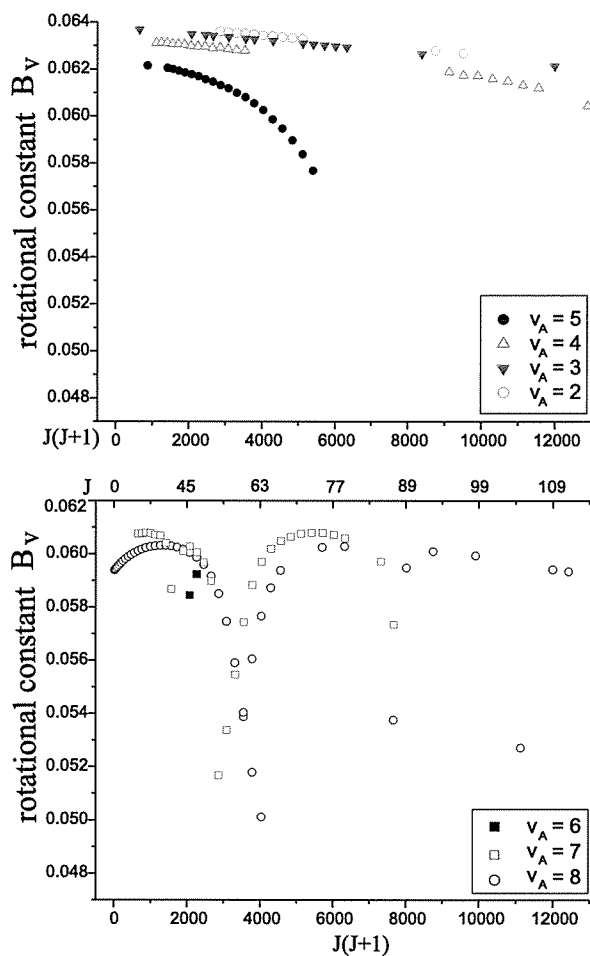 0.064
0.062
0.060
0.058
0.056
0.054
0.052
0.050
0.048
rotational constant B_v
J(J+1) 0 2000 4000 6000 8000 10000 12000
v_A = 5
v_A = 4
v_A = 3
v_A = 2
J 0 45 63 77 89 99 109
0.062
0.060
0.058
0.056
0.054
0.052
0.050
0.048
rotational constant B_v
0 2000 4000 6000 8000 10000 12000
J(J+1)
v_A = 6
v_A = 7
v_A = 8